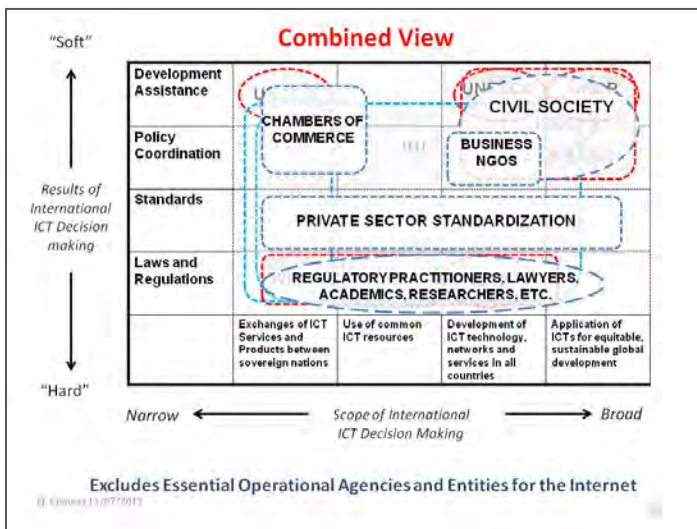 "Soft"
Combined View
Development
Assistance
CIVIL SOCIETY
CHAMBERS OF
COMMERCE
Policy
Coordination
BUSINESS
NGOS
Results of
International
ICT Decision
making
Standards
PRIVATE SECTOR STANDARDIZATION
Laws and
Regulations
REGULATORY PRACTITIONERS, LAWYERS,
ACADEMICS, RESEARCHERS, ETC.
Exchanges of ICT
Services and
Products between
sovereign nations
Use of common
ICT resources
Development of
ICT technology,
networks and
services in all
countries
Application of
ICTs for equitable,
sustainable global
development
"Hard"
Narrow
Scope of International
ICT Decision Making
Broad
Excludes Essential Operational Agencies and Entities for the Internet